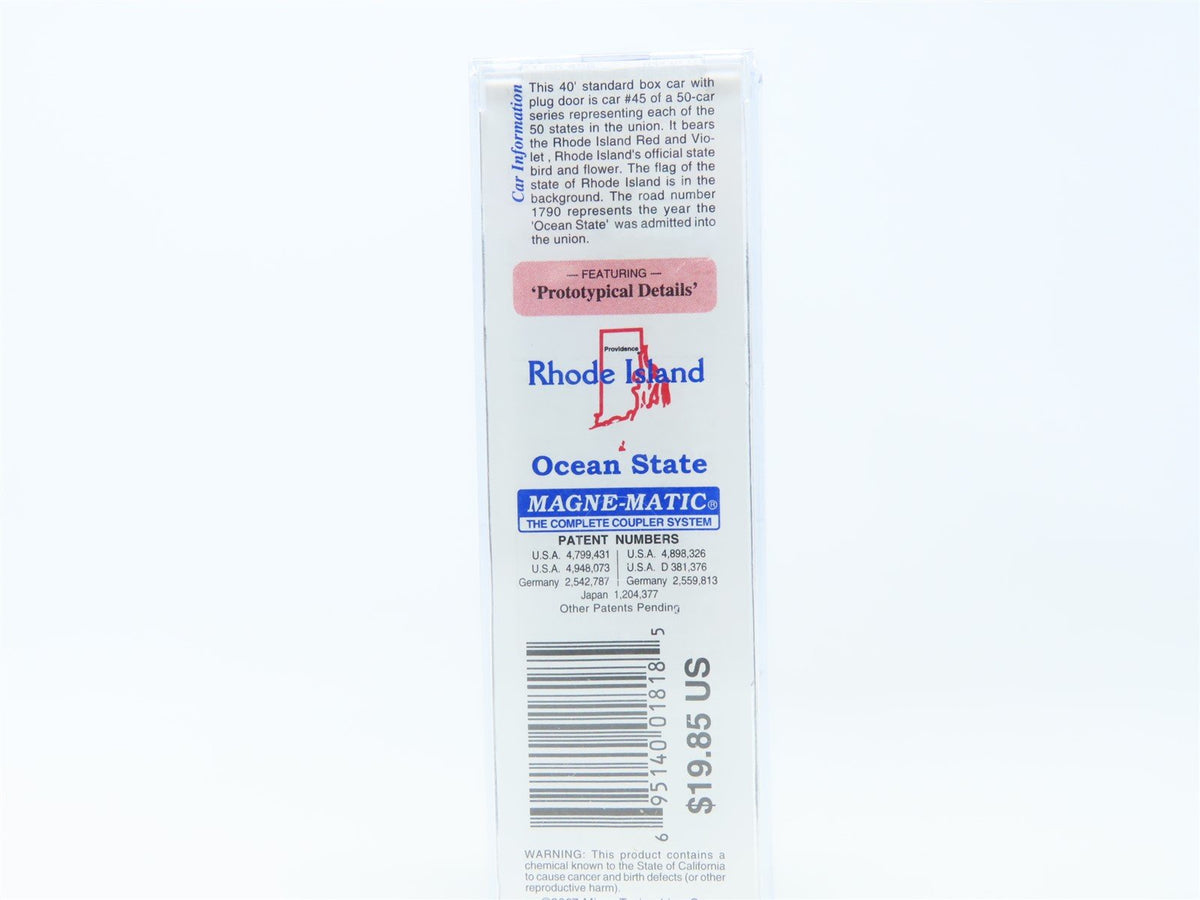 Car Information
This 40' standard box car with
plug door is car #45 of a 50-car
series representing each of the
50 states in the union. It bears
the Rhode Island Red and Vio-
let , Rhode Island's official state
bird and flower. The flag of the
state of Rhode Island is in the
background. The road number
1790 represents the year the
'Ocean State' was admitted into
the union.
— FEATURING —
‘Prototypical Details’
Providence
Rhode Island
Ocean State
MAGNE-MATIC®
THE COMPLETE COUPLER SYSTEM
PATENT NUMBERS
U.S.A. 4,799,431 | U.S.A. 4,898,326
U.S.A. 4,948,073 | U.S.A. D 381,376
Germany 2,542,787 | Germany 2,559,813
Japan 1,204,377
Other Patents Pending
6 95140 01818 5
$19.85 US
WARNING: This product contains a
chemical known to the State of California
to cause cancer and birth defects (or other
reproductive harm).